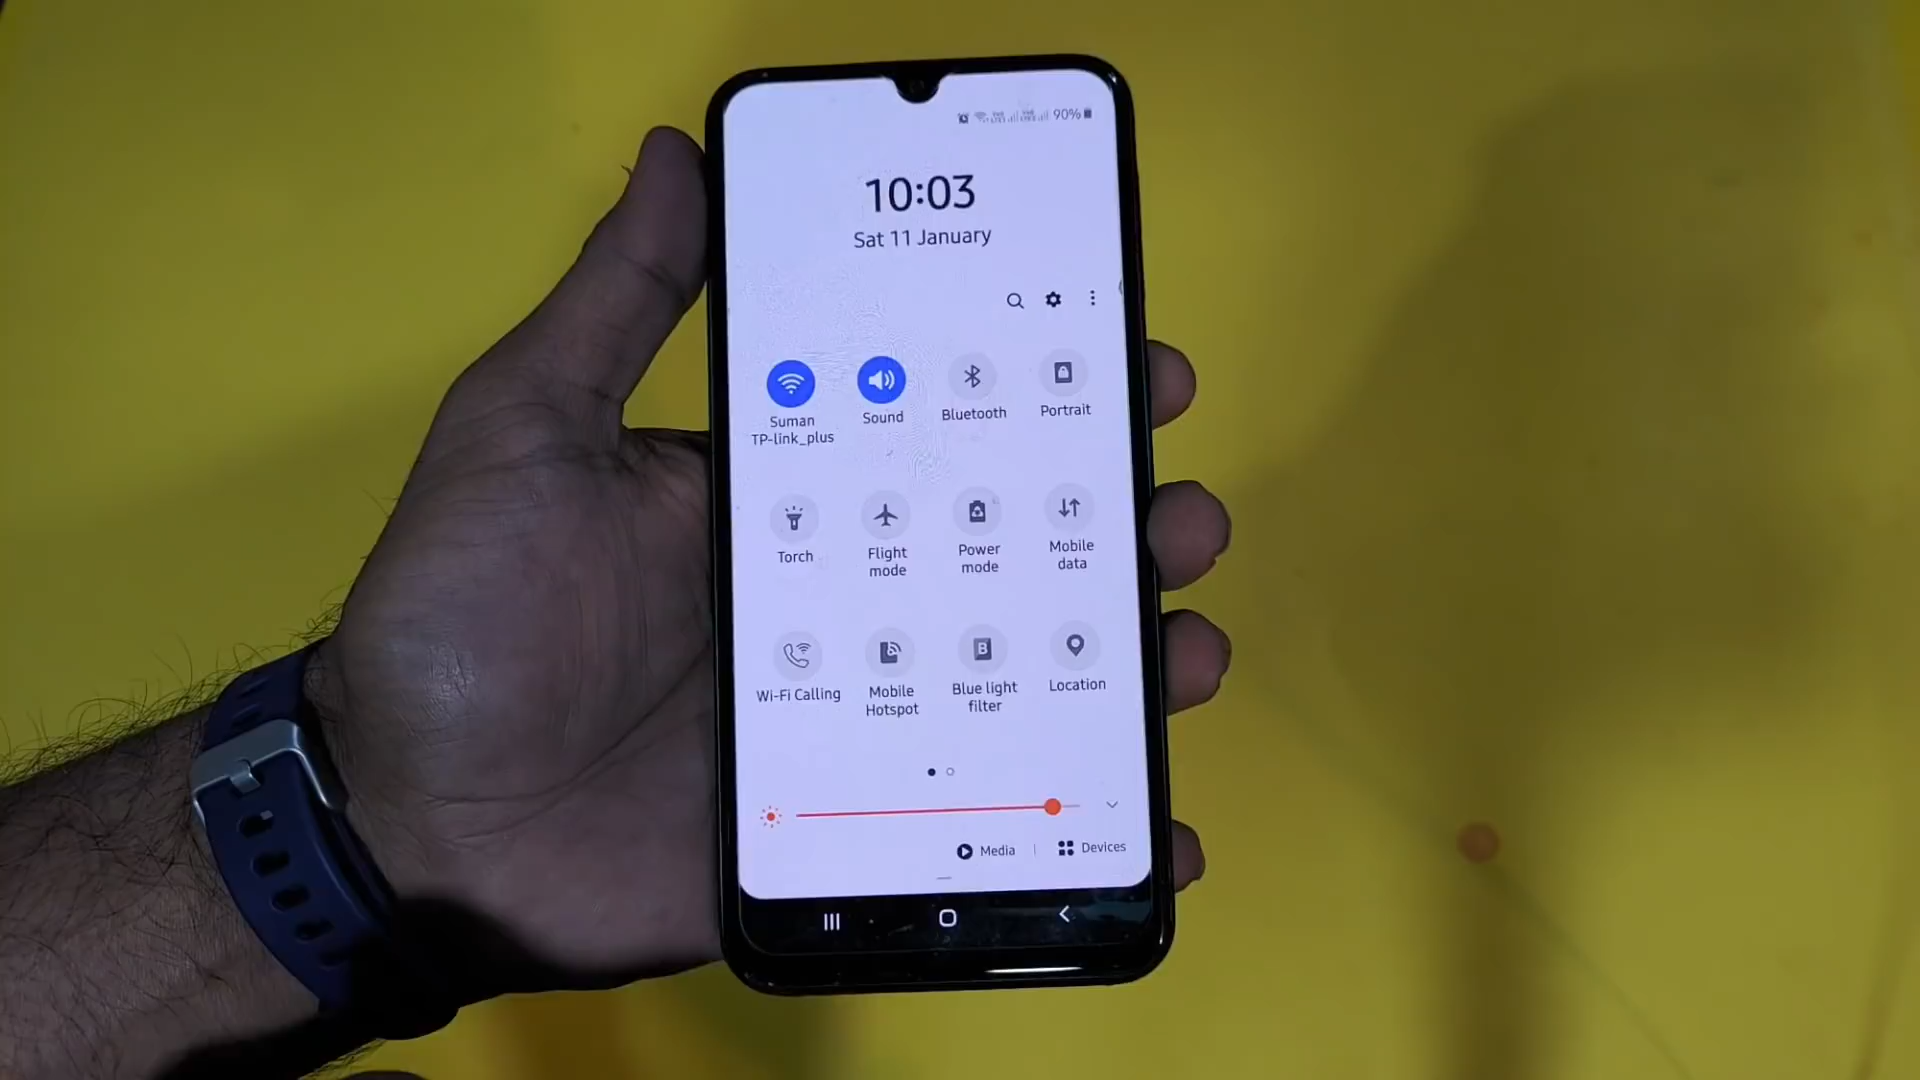 90%
10:03
Sat 11 January
Suman
TP-link_plus
Sound
Bluetooth
Portrait
Torch
Flight
mode
Power
mode
Mobile
data
Wi-Fi Calling
Mobile
Hotspot
B
Blue light
filter
Location
Media
Devices